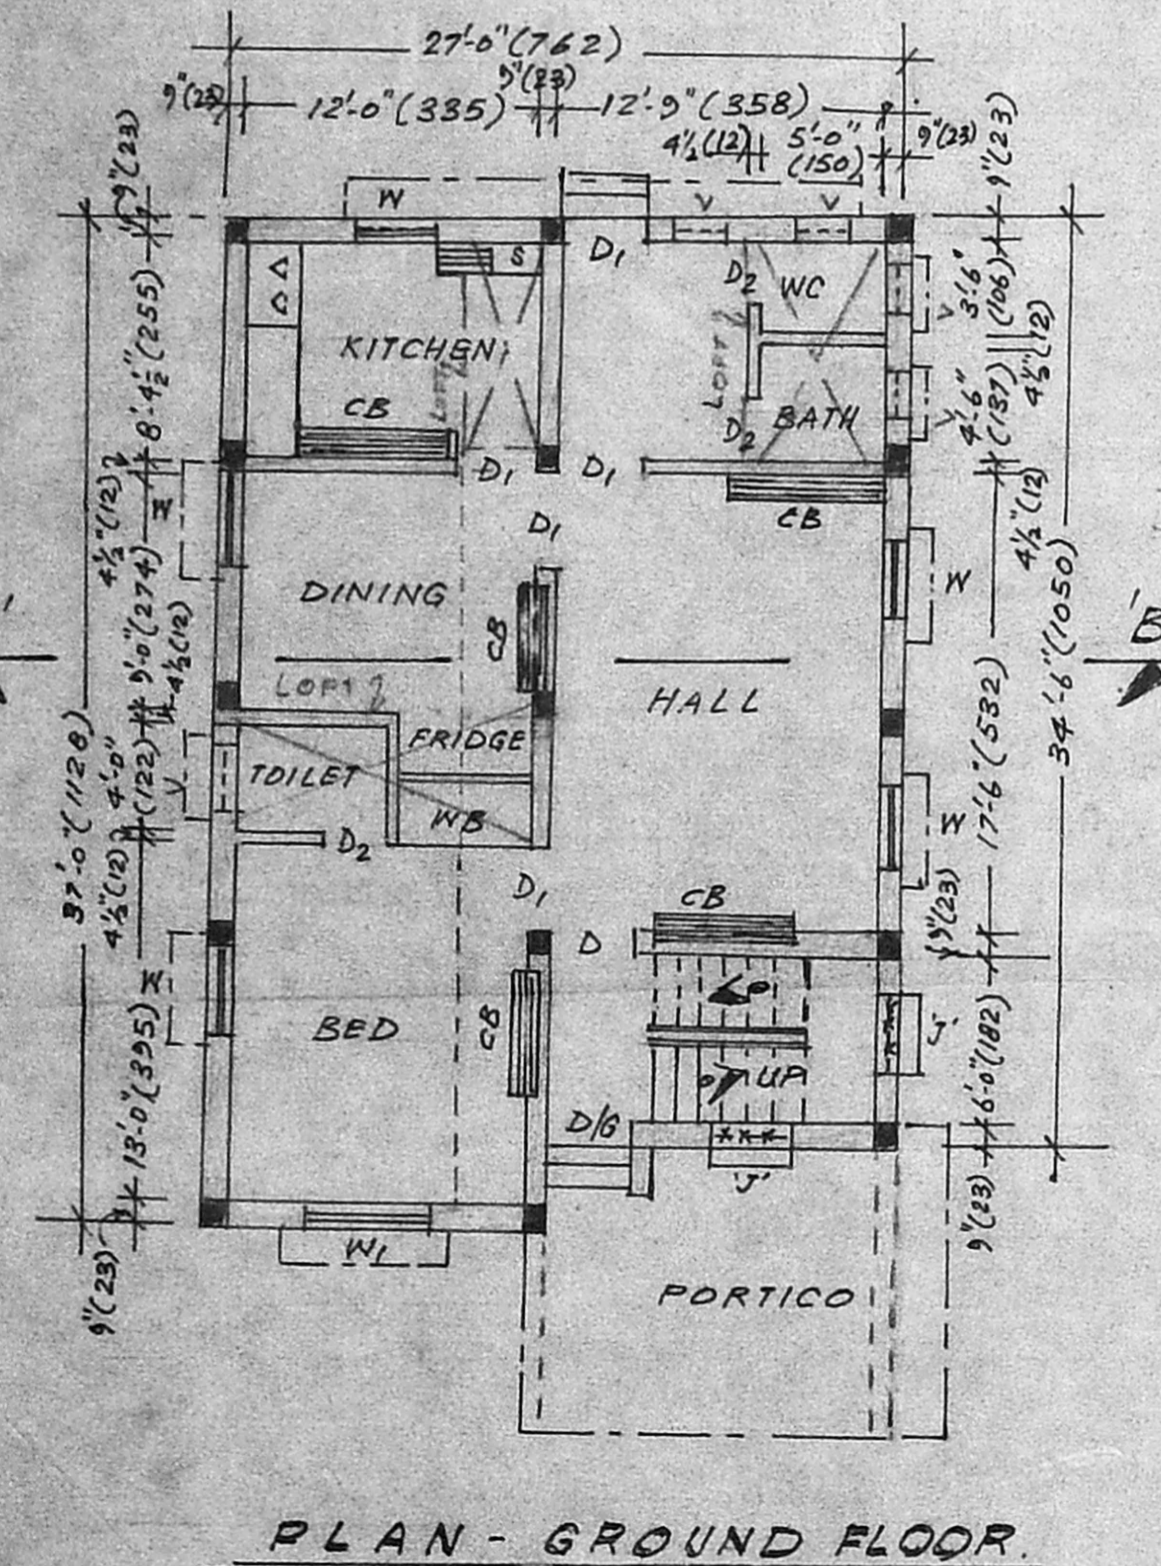 27'-0"(762)
9"(23)
9"(23) 12'-0"(335) 12'-9"(358)
4½(12) 5'-0" 9"(23)
(150)
9"(23)
9"(23)
W
V
V
S
D1
D2
WC
3'-6"
(106)
V
KITCHEN
LOFT
LOFT
8'-4½"(255)
4½"(12)
CB
4'-6"
(137)
V
D2
BATH
D1
D1
CB
4½"(12)
4½"(12)
W
D1
DINING
CB
W
9'-0"(274)
4½(12)
HALL
B'
LOFT
FRIDGE
TOILET
WB
V
4'-0"
(122)
4½"(12)
D2
37'-0"(1128)
34'-6"(1050)
17'-6"(532)
W
D1
CB
9"(23)
D
W
BED
CB
13'-0"(395)
UP
'J'
6'-0"(182)
D/G
'J'
9"(23)
9"(23)
W1
PORTICO
PLAN - GROUND FLOOR.